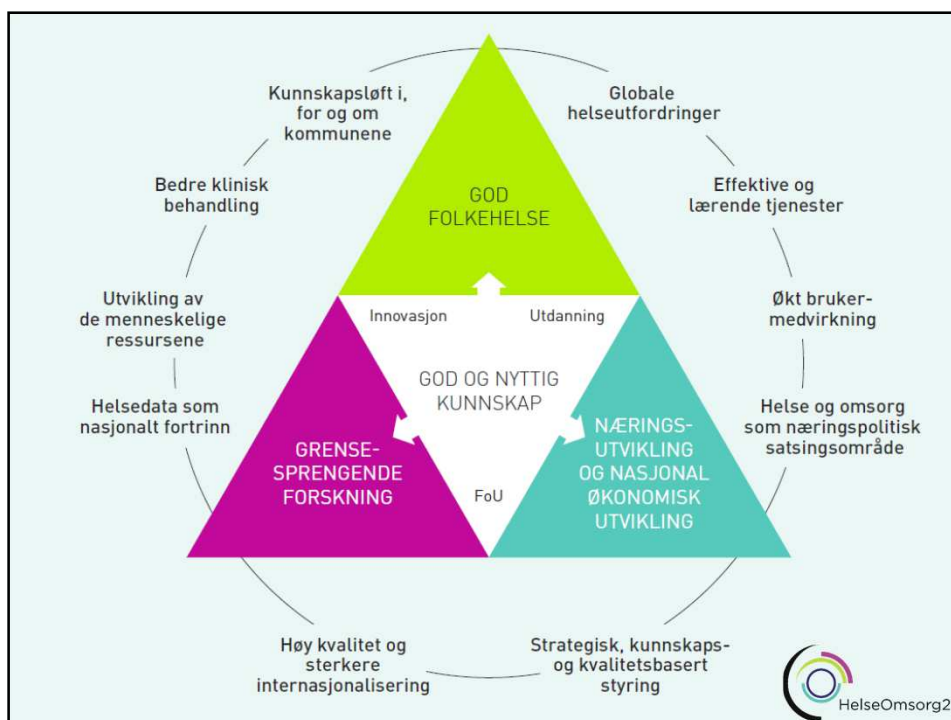 Kunnskapsløft i,
for og om
kommunene
Globale
helseutfordringer
Bedre klinisk
behandling
Effektive og
lærende tjenester
GOD
FOLKEHELSE
Utvikling av
de menneskelige
ressursene
Økt bruker-
medvirkning
Innovasjon
Utdanning
GOD OG NYTTIG
KUNNSKAP
Helsedata som
nasjonalt fortrinn
Helse og omsorg
som næringspolitisk
satsingsområde
GRENSE-
SPRENGENDE
FORSKNING
NÆRINGS-
UTVIKLING
OG NASJONAL
ØKONOMISK
UTVIKLING
FoU
Høy kvalitet og
sterkere
internasjonalisering
Strategisk, kunnskaps-
og kvalitetsbasert
styring
HelseOmsorg2